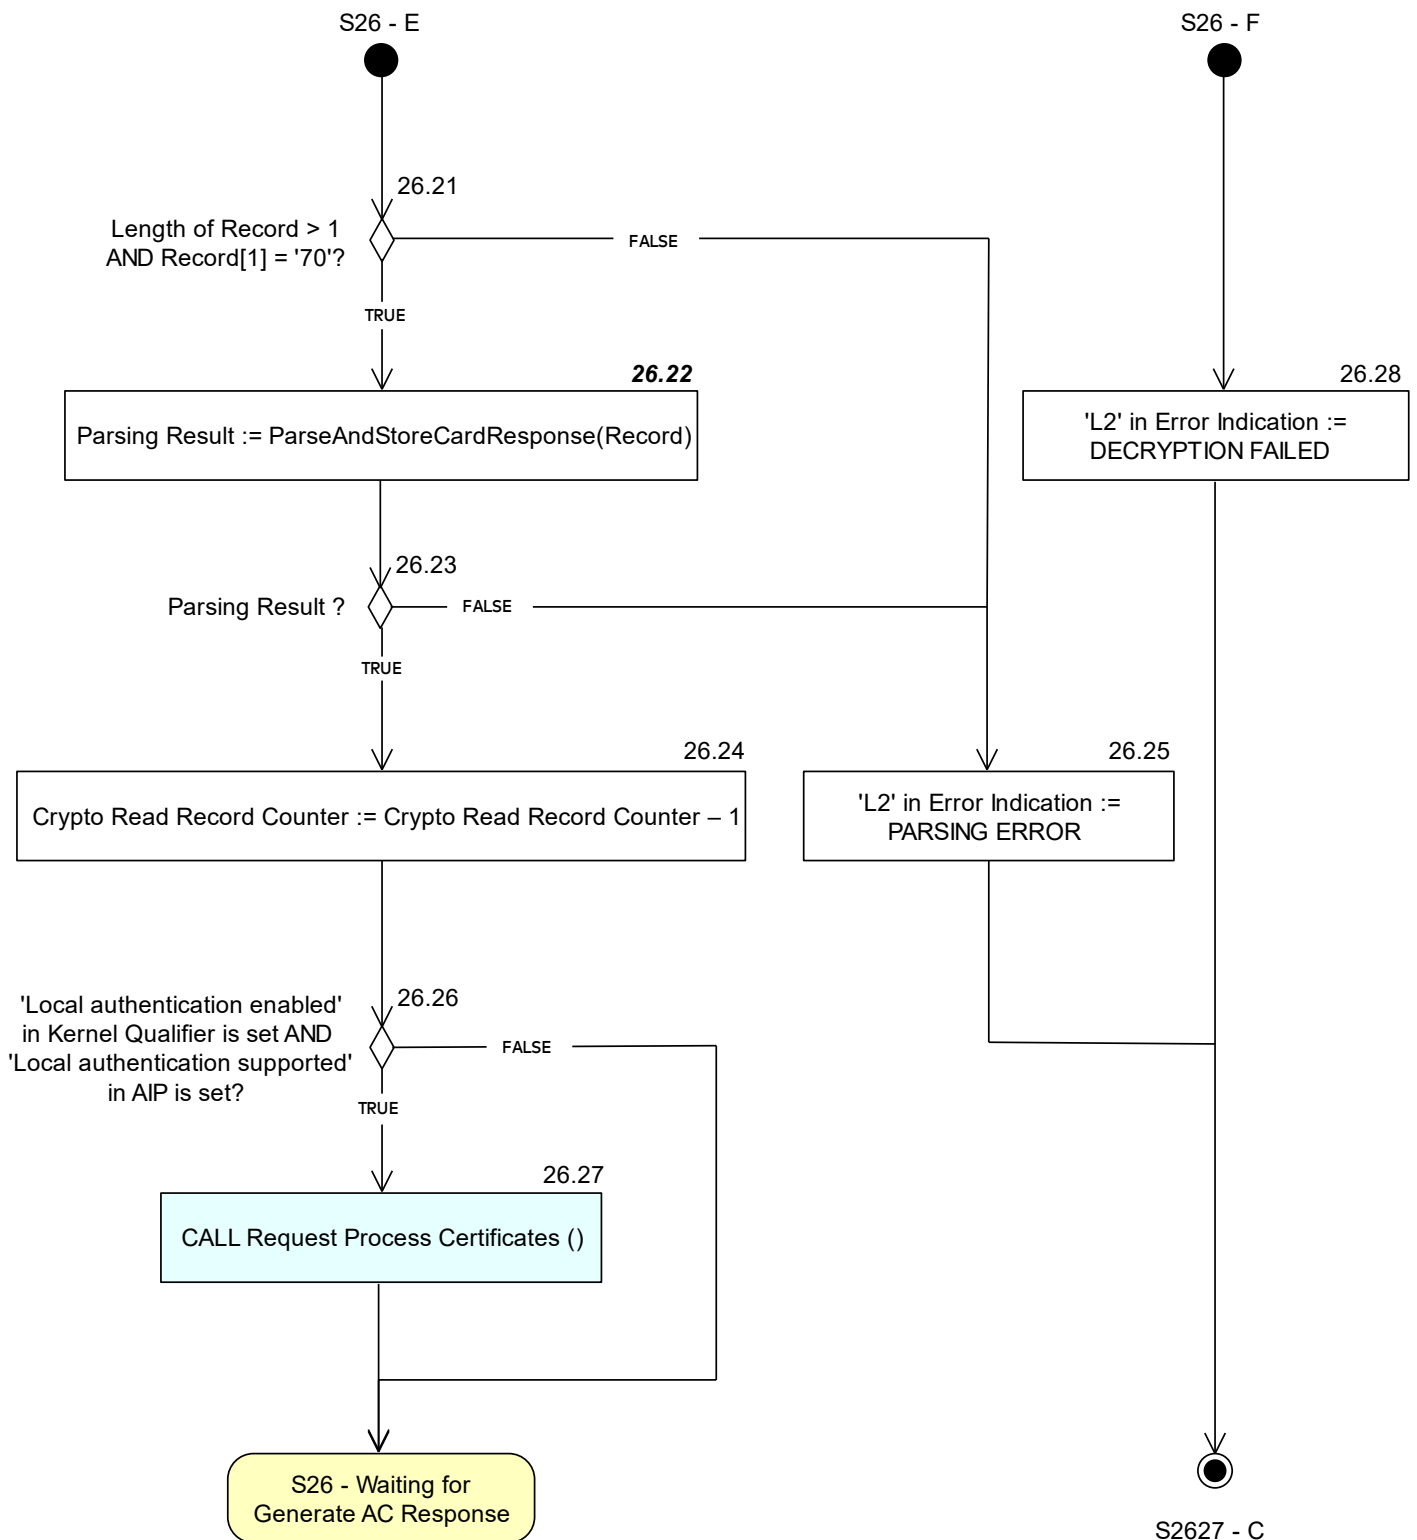 S26 - E
S26 - F
26.21
Length of Record > 1
AND Record[1] = '70'?
FALSE
TRUE
26.22
Parsing Result := ParseAndStoreCardResponse(Record)
26.28
'L2' in Error Indication :=
DECRYPTION FAILED
26.23
Parsing Result ?
FALSE
TRUE
26.24
Crypto Read Record Counter := Crypto Read Record Counter – 1
26.25
'L2' in Error Indication :=
PARSING ERROR
26.26
'Local authentication enabled'
in Kernel Qualifier is set AND
'Local authentication supported'
in AIP is set?
FALSE
TRUE
26.27
CALL Request Process Certificates ()
S26 - Waiting for
Generate AC Response
S2627 - C